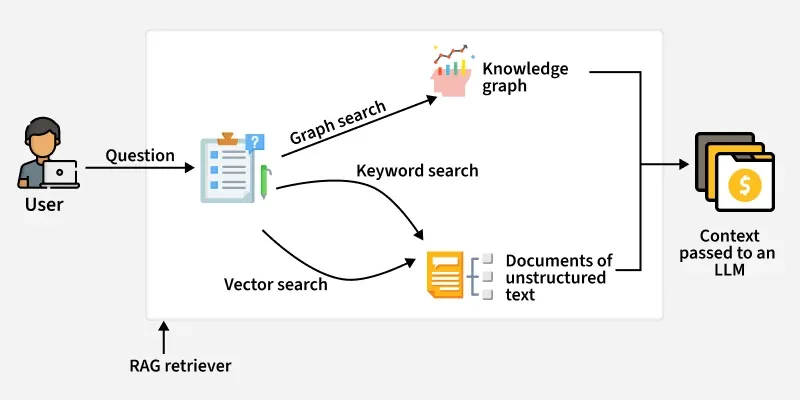 Question
User
Graph search
Knowledge
graph
Keyword search
Vector search
Documents of
unstructured
text
?
$
Context
passed to an
LLM
RAG retriever